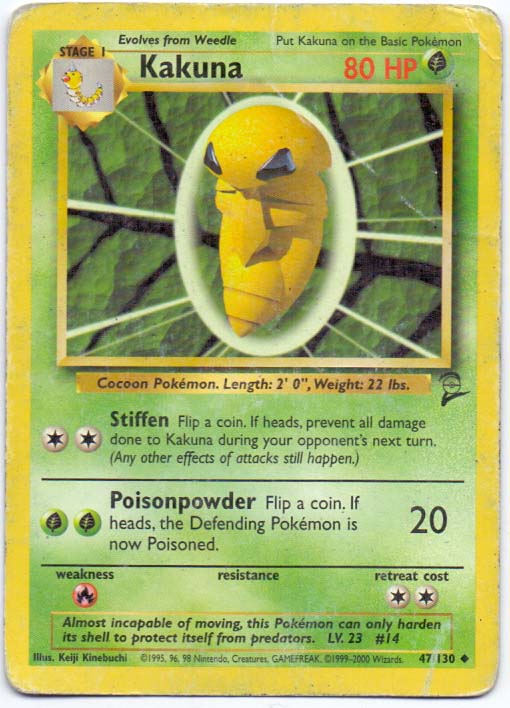 Evolves from Weedle
Put Kakuna on the Basic Pokémon
STAGE 1
Kakuna
80 HP
Cocoon Pokémon. Length: 2' 0", Weight: 22 lbs.
Stiffen Flip a coin. If heads, prevent all damage
done to Kakuna during your opponent's next turn.
(Any other effects of attacks still happen.)
Poisonpowder Flip a coin. If
heads, the Defending Pokémon is
now Poisoned.
20
weakness
resistance
retreat cost
Almost incapable of moving, this Pokémon can only harden
its shell to protect itself from predators. LV. 23 #14
Illus. Keiji Kinebuchi
©1995, 96, 98 Nintendo, Creatures, GAMEFREAK. ©1999-2000 Wizards.
47/130